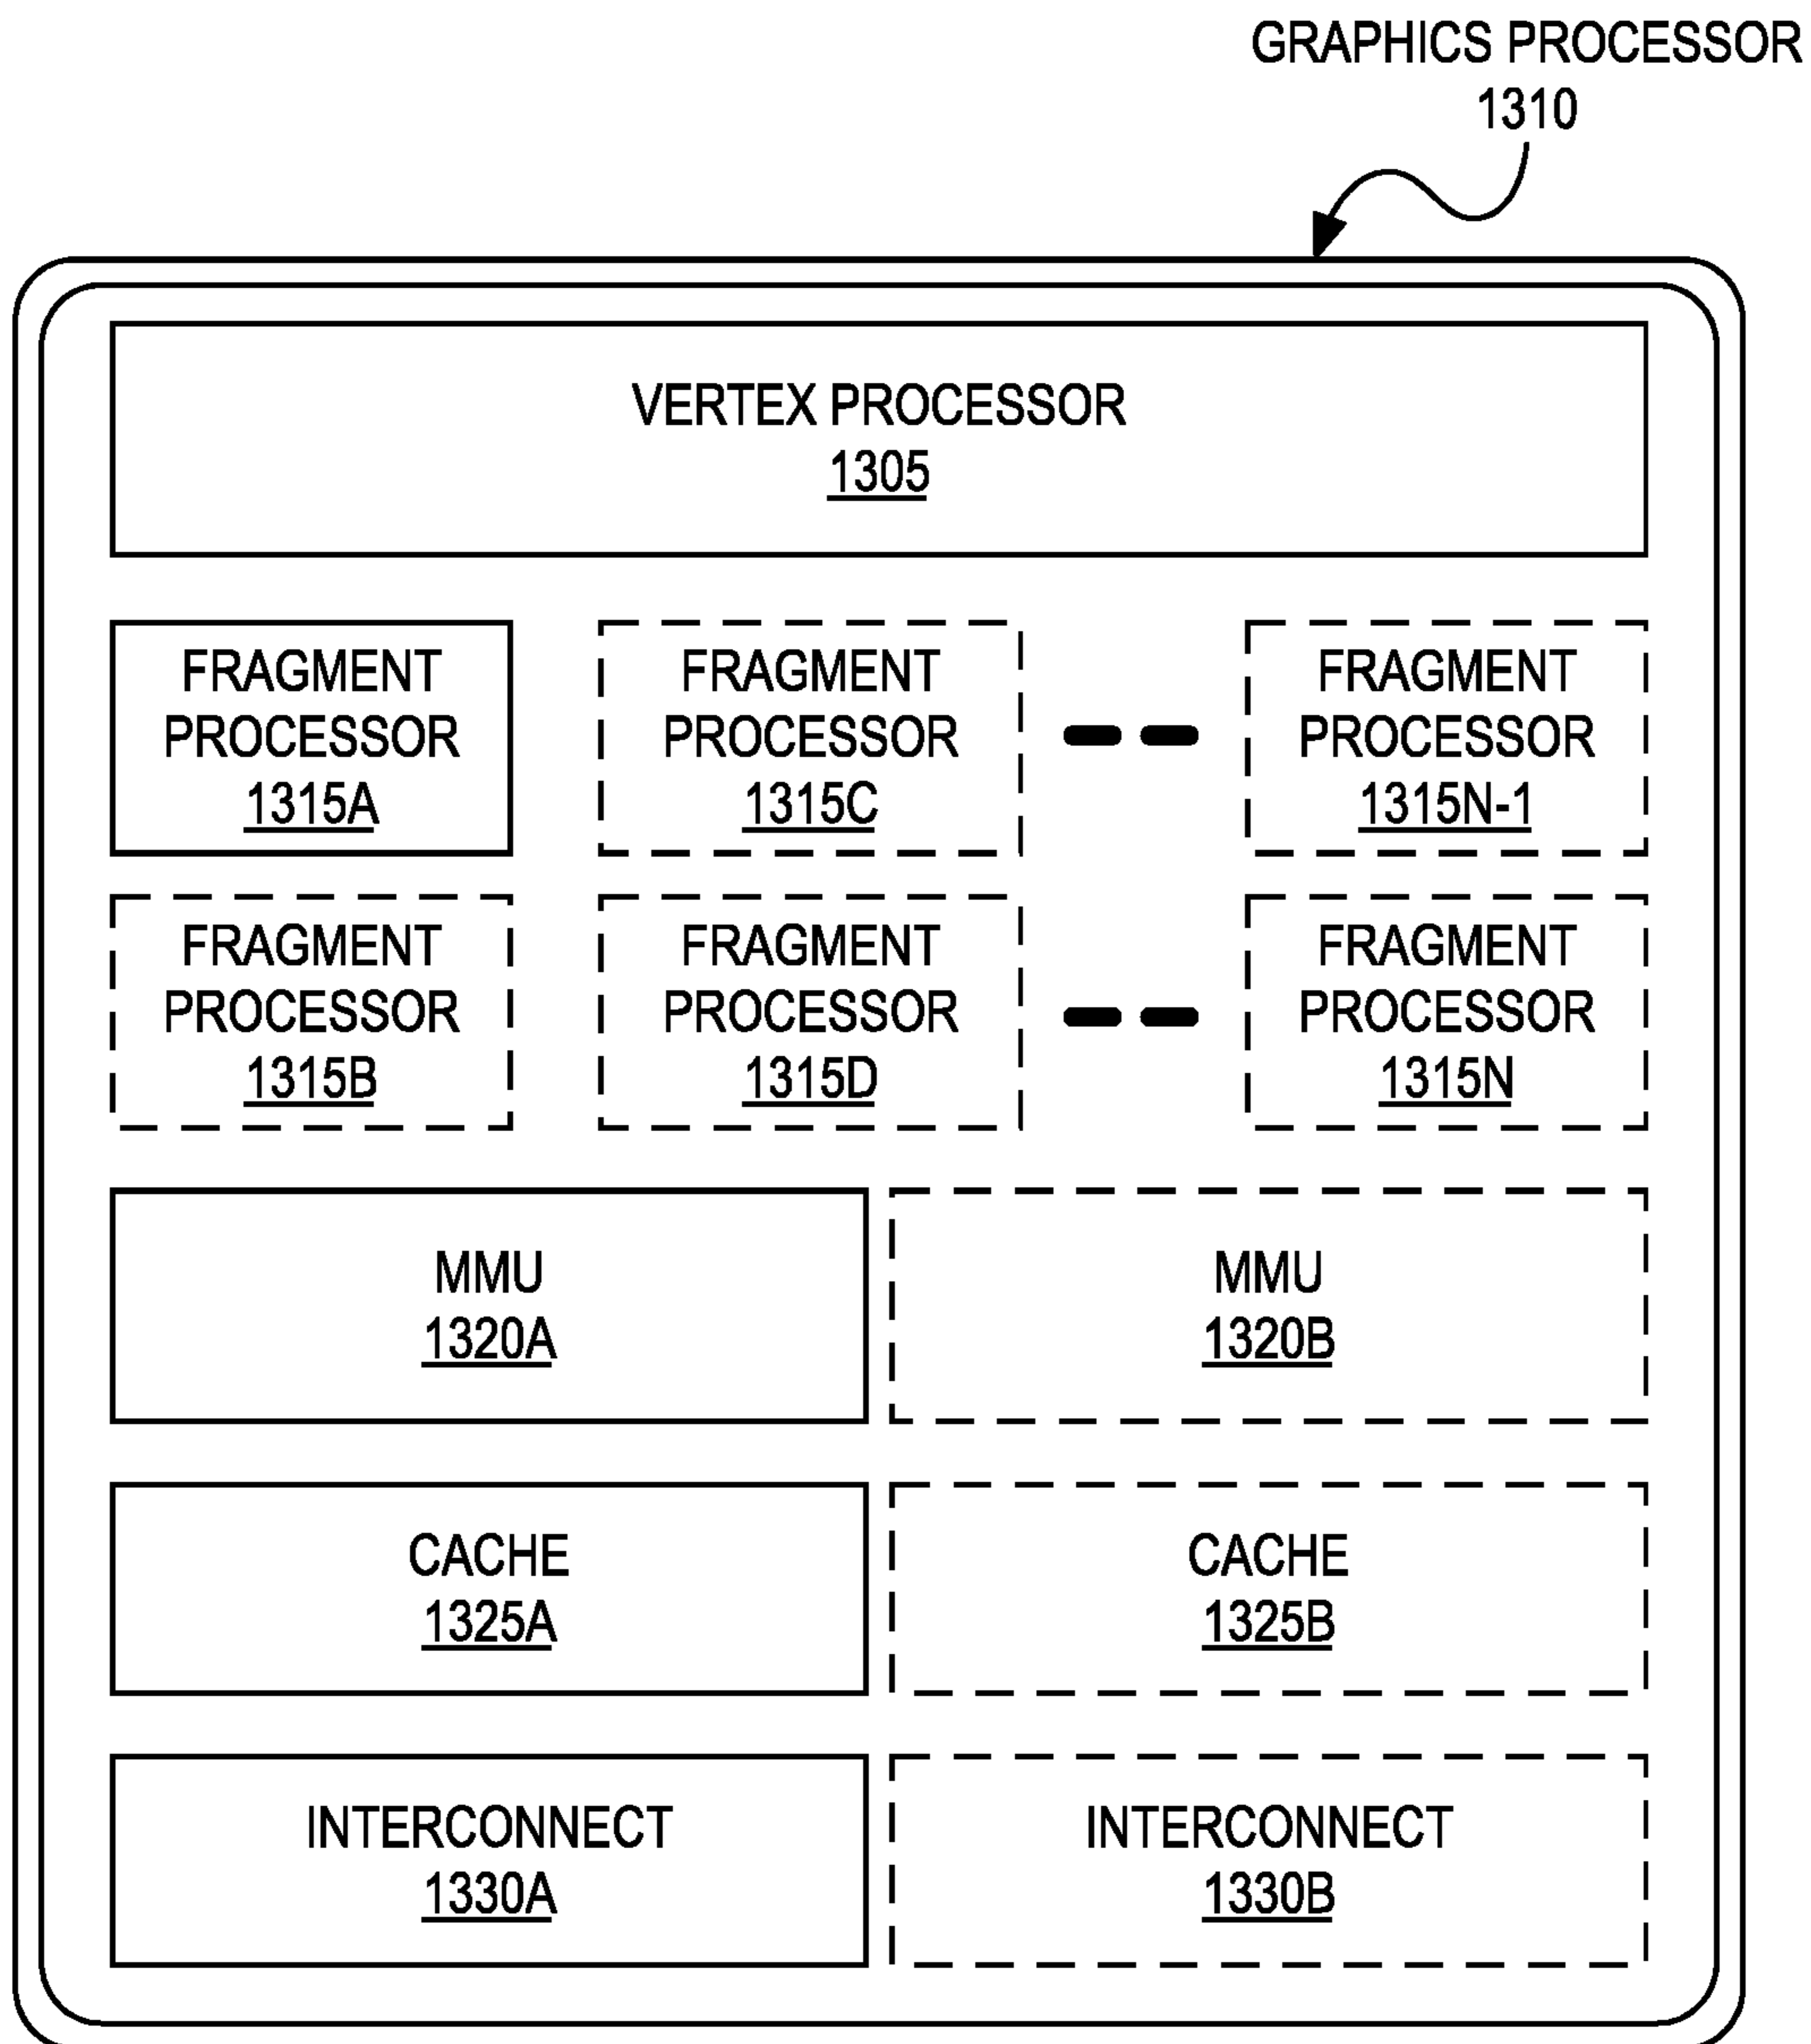 GRAPHICS PROCESSOR
1310
VERTEX PROCESSOR
1305
FRAGMENT
PROCESSOR
1315A
FRAGMENT
PROCESSOR
1315C
FRAGMENT
PROCESSOR
1315N-1
FRAGMENT
PROCESSOR
1315B
FRAGMENT
PROCESSOR
1315D
FRAGMENT
PROCESSOR
1315N
MMU
1320A
MMU
1320B
CACHE
1325A
CACHE
1325B
INTERCONNECT
1330A
INTERCONNECT
1330B